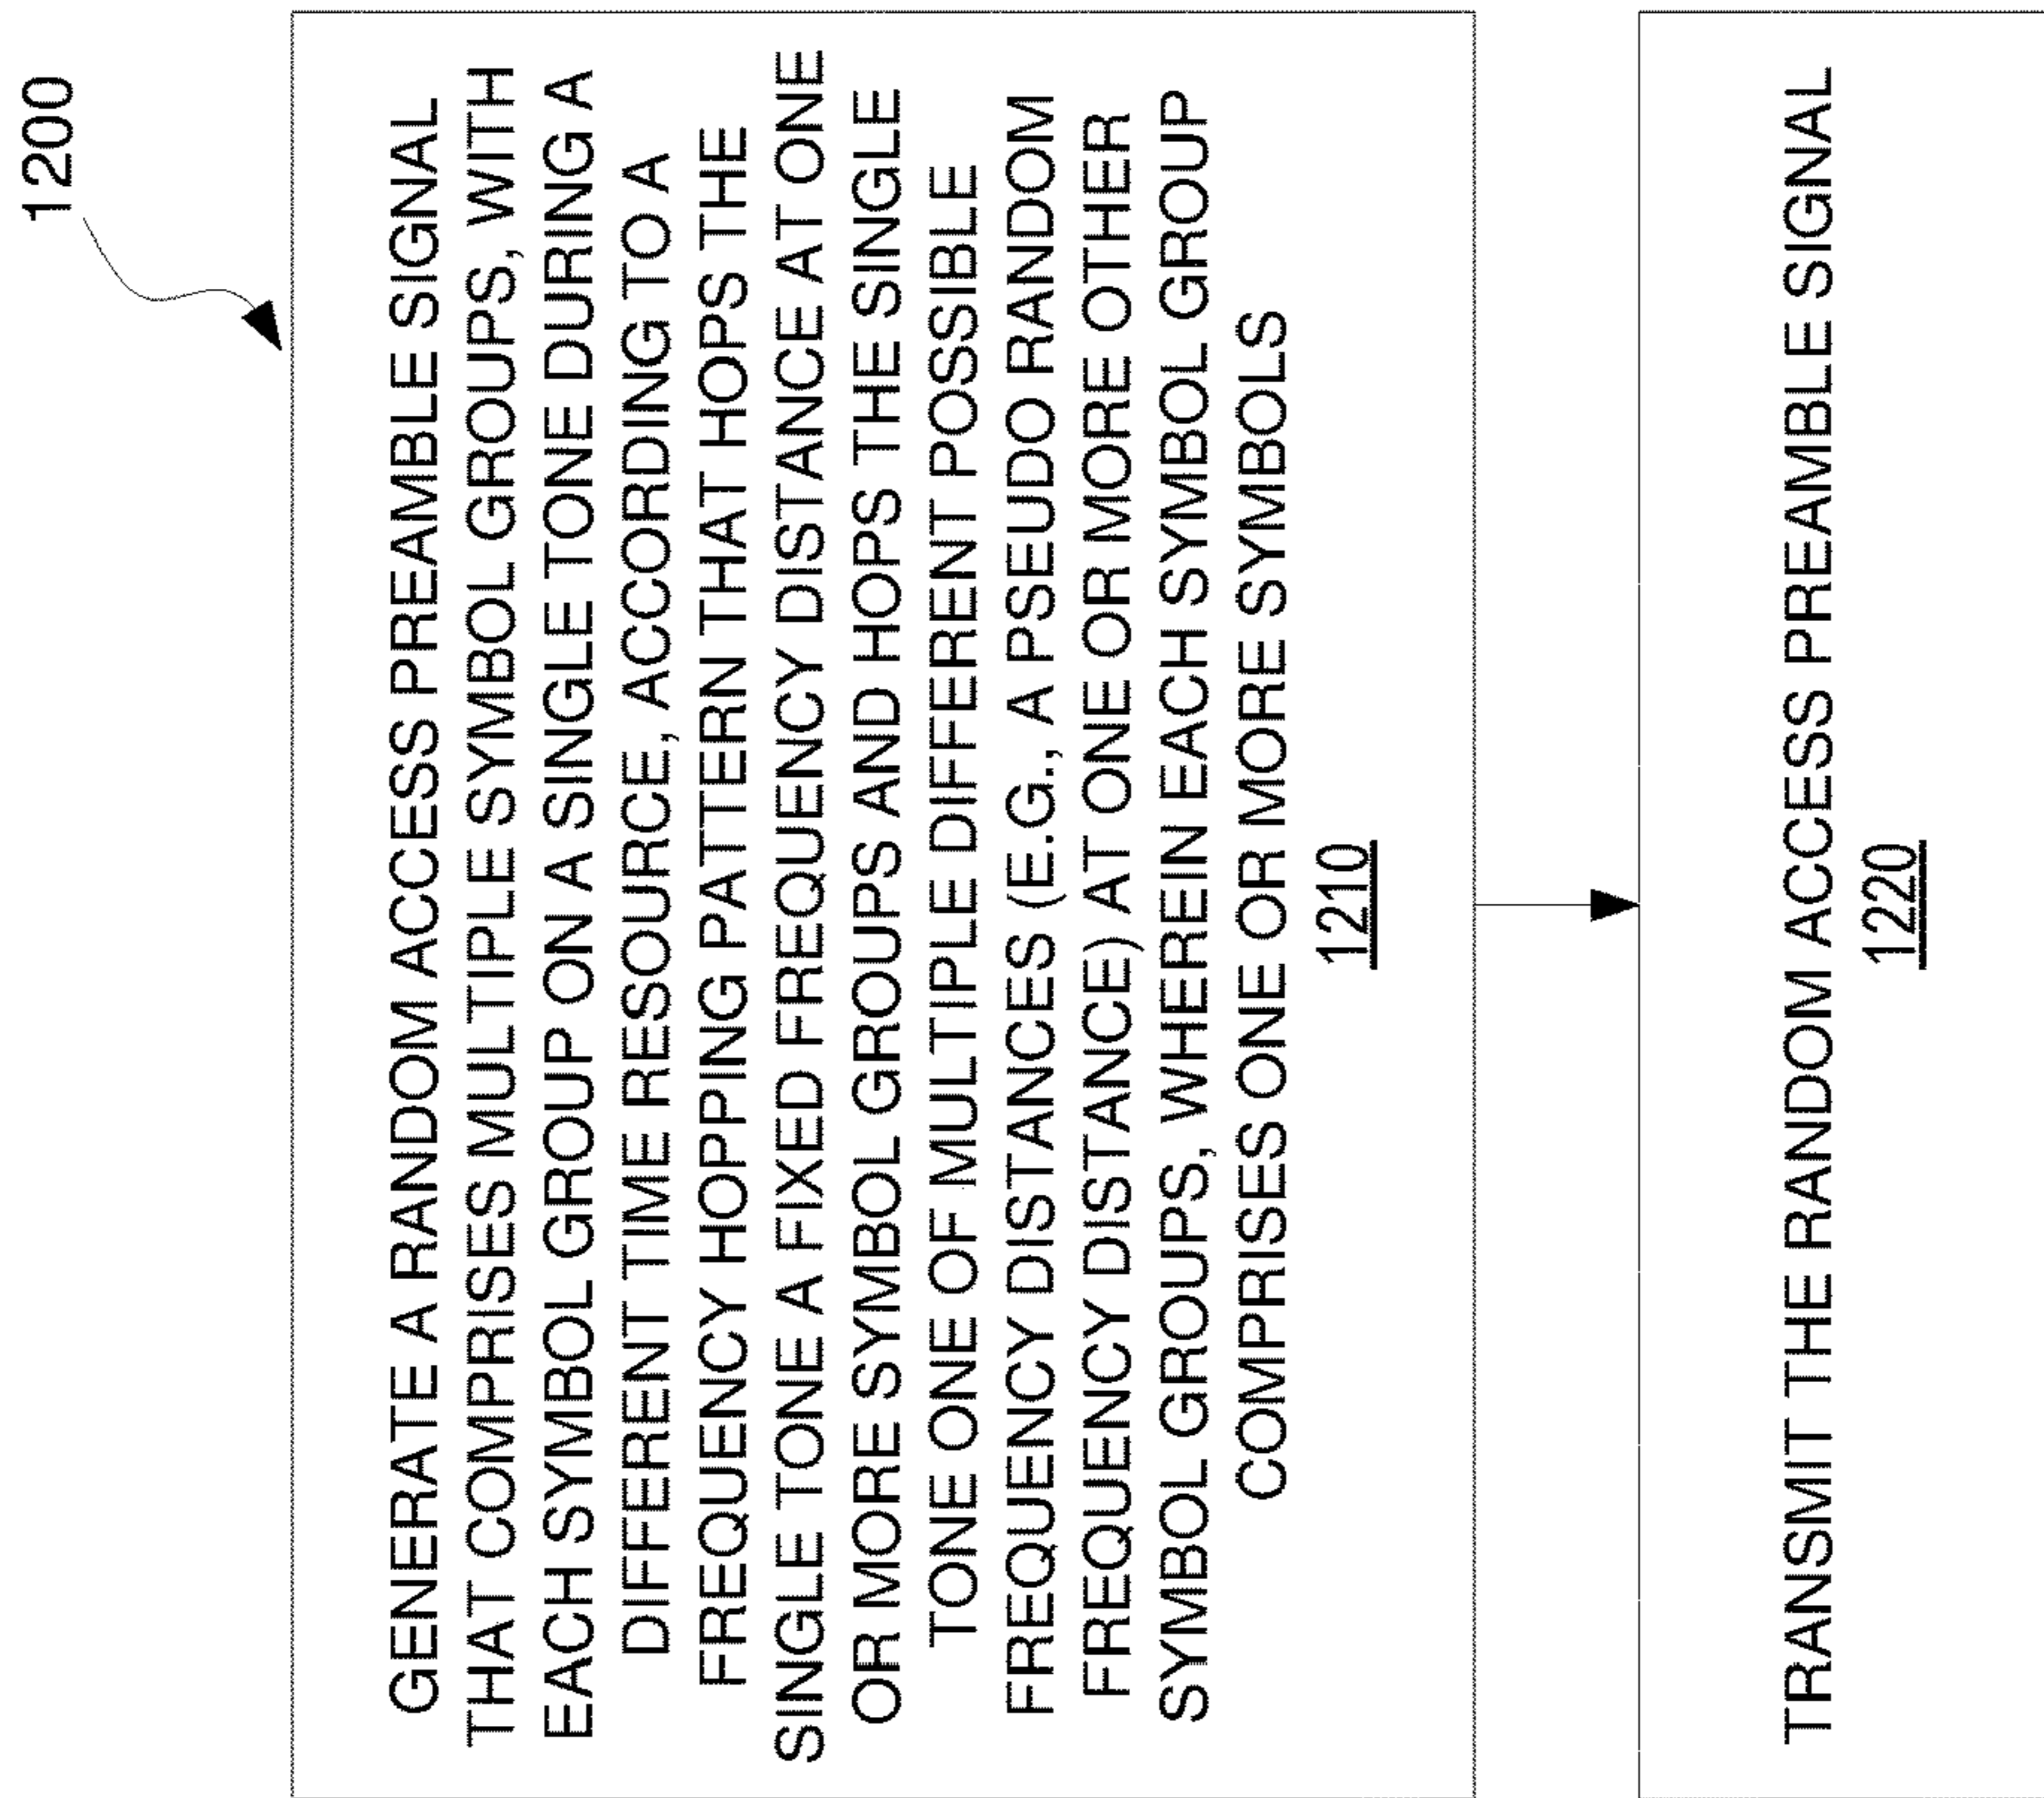 1200
GENERATE A RANDOM ACCESS PREAMBLE SIGNAL
THAT COMPRISES MULTIPLE SYMBOL GROUPS, WITH
EACH SYMBOL GROUP ON A SINGLE TONE DURING A
DIFFERENT TIME RESOURCE, ACCORDING TO A
FREQUENCY HOPPING PATTERN THAT HOPS THE
SINGLE TONE A FIXED FREQUENCY DISTANCE AT ONE
OR MORE SYMBOL GROUPS AND HOPS THE SINGLE
TONE ONE OF MULTIPLE DIFFERENT POSSIBLE
FREQUENCY DISTANCES (E.G., A PSEUDO RANDOM
FREQUENCY DISTANCE) AT ONE OR MORE OTHER
SYMBOL GROUPS, WHEREIN EACH SYMBOL GROUP
COMPRISES ONE OR MORE SYMBOLS
1210
TRANSMIT THE RANDOM ACCESS PREAMBLE SIGNAL
1220